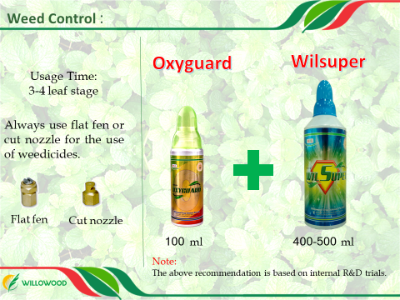 Weed Control :
Oxyguard
Wilsuper
Usage Time:
3-4 leaf stage
Always use flat fen or
cut nozzle for the use
of weedicides.
Flat fen
Cut nozzle
100 ml
400-500 ml
Note:
The above recommendation is based on internal R&D trials.
WILLOWOOD